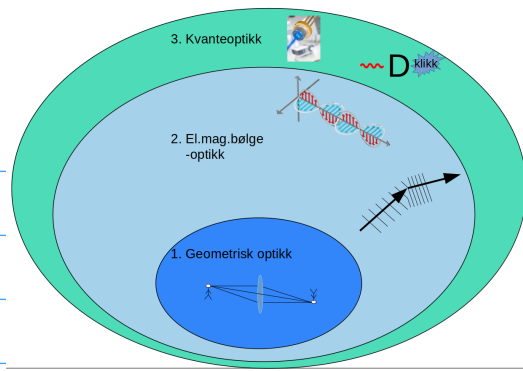 3. Kvanteoptikk
D
klikk
2. El.mag.bølge
-optikk
1. Geometrisk optikk